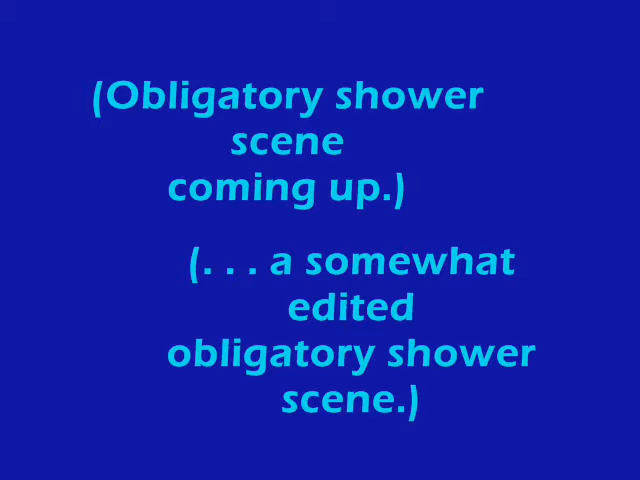 (Obligatory shower
scene
coming up.)
(. . . a somewhat
edited
obligatory shower
scene.)